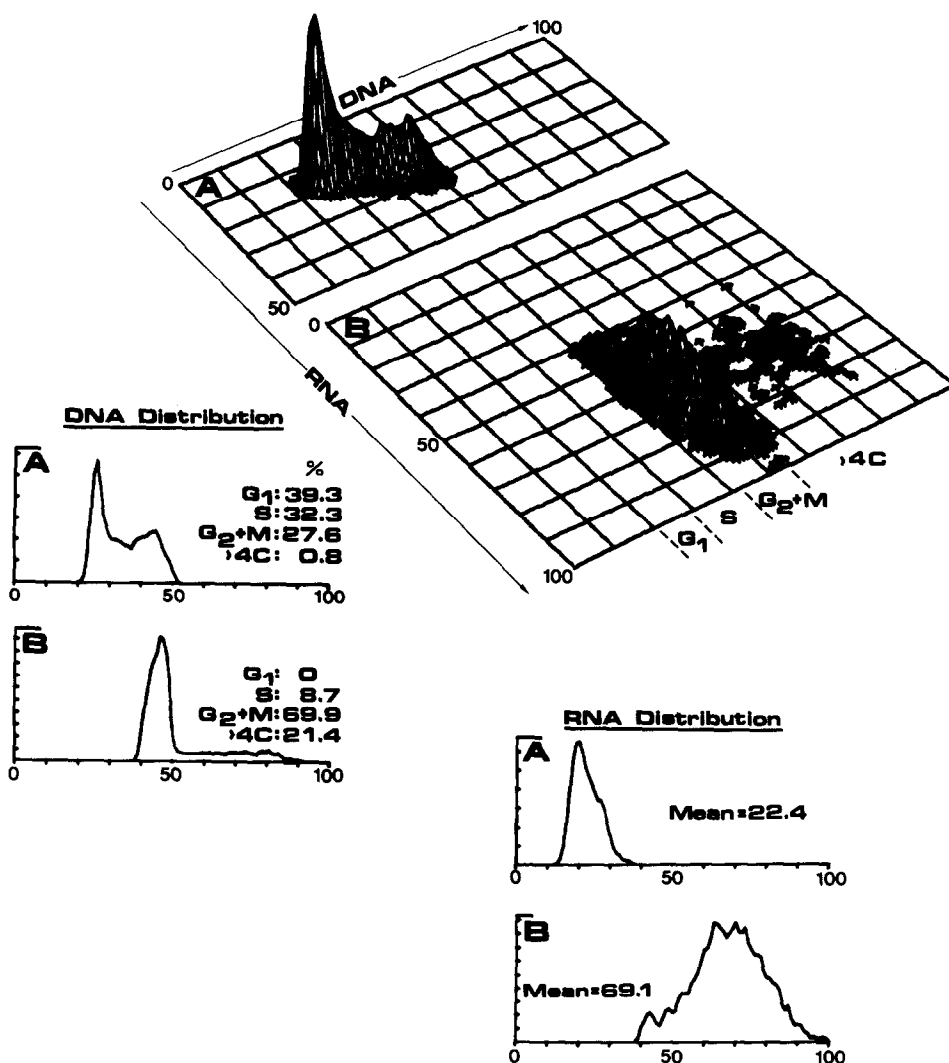 100
DNA
0
A
50
0
B
RNA
50
>4C
G2+M
S
G1
100
DNA Distribution
A
%
G1:39.3
S:32.3
G2+M:27.6
>4C: 0.8
0 50 100
B
G1: 0
S: 8.7
G2+M:69.9
>4C:21.4
0 50 100
RNA Distribution
A
Mean=22.4
0 50 100
B
Mean=69.1
0 50 100